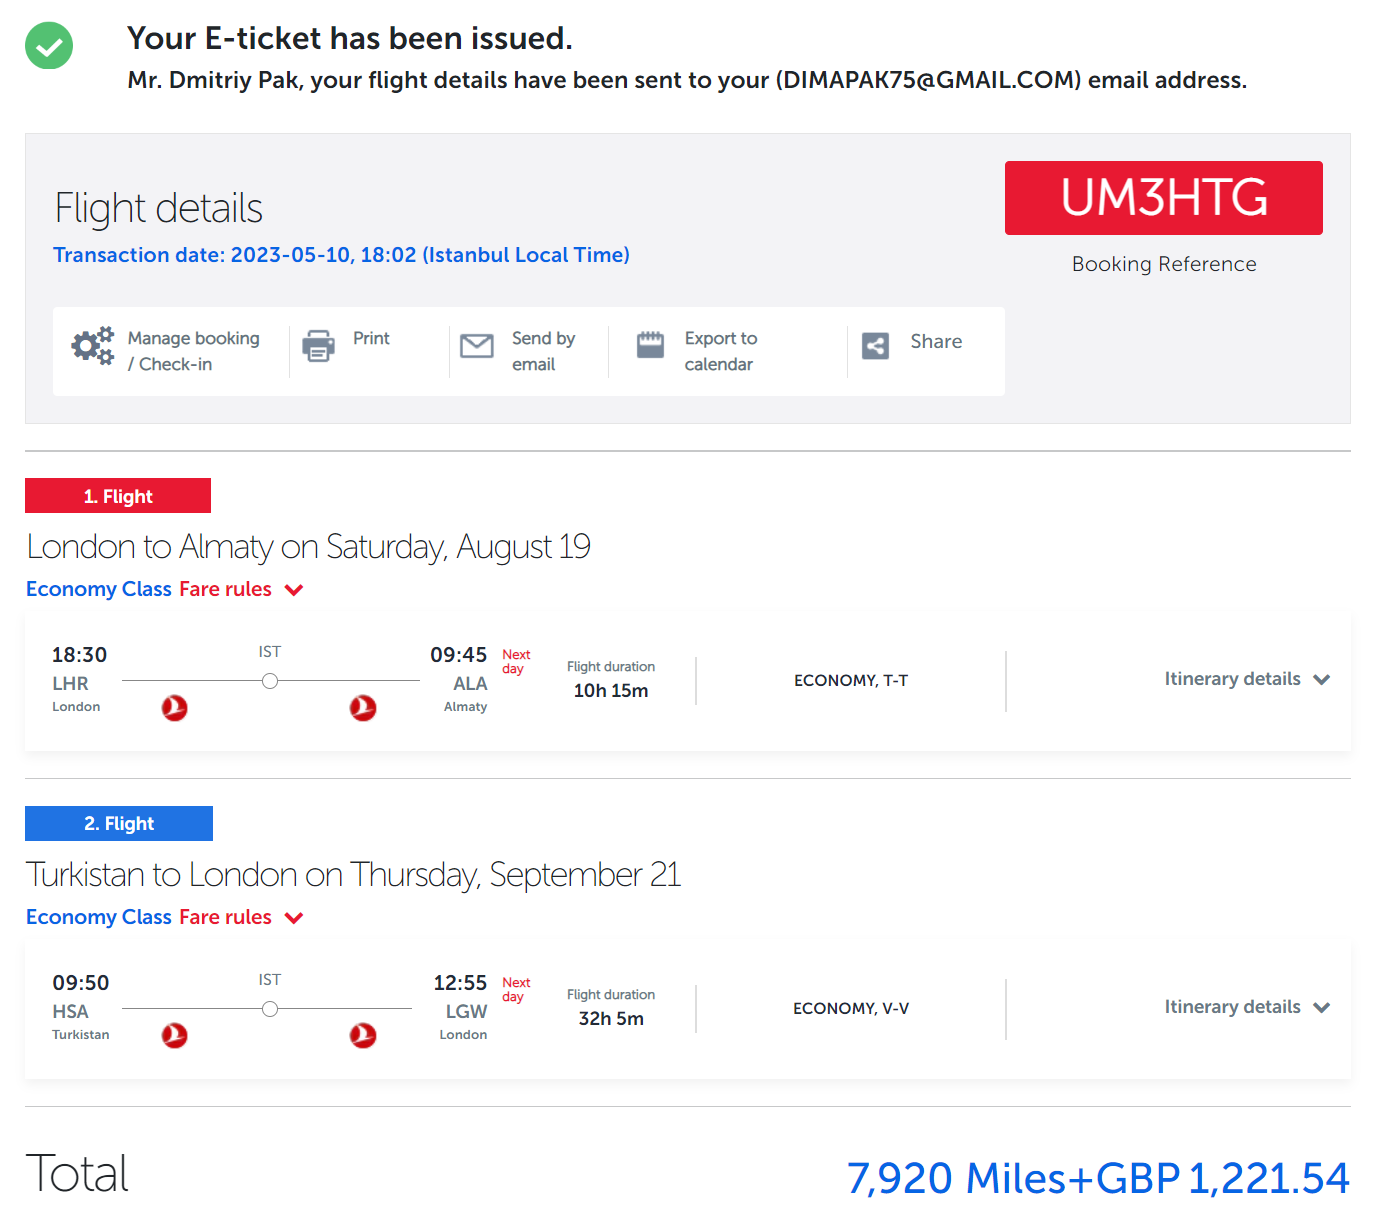 Your E-ticket has been issued.
Mr. Dmitriy Pak, your flight details have been sent to your (DIMAPAK75@GMAIL.COM) email address.
Flight details
Transaction date: 2023-05-10, 18:02 (Istanbul Local Time)
UM3HTG
Booking Reference
Manage booking
/ Check-in
Print
Send by
email
Export to
calendar
Share
1. Flight
London to Almaty on Saturday, August 19
Economy Class Fare rules
18:30
LHR
London
IST
09:45
ALA
Almaty
Next
day
Flight duration
10h 15m
ECONOMY, T-T
Itinerary details
2. Flight
Turkistan to London on Thursday, September 21
Economy Class Fare rules
09:50
HSA
Turkistan
IST
12:55
LGW
London
Next
day
Flight duration
32h 5m
ECONOMY, V-V
Itinerary details
Total
7,920 Miles+GBP 1,221.54